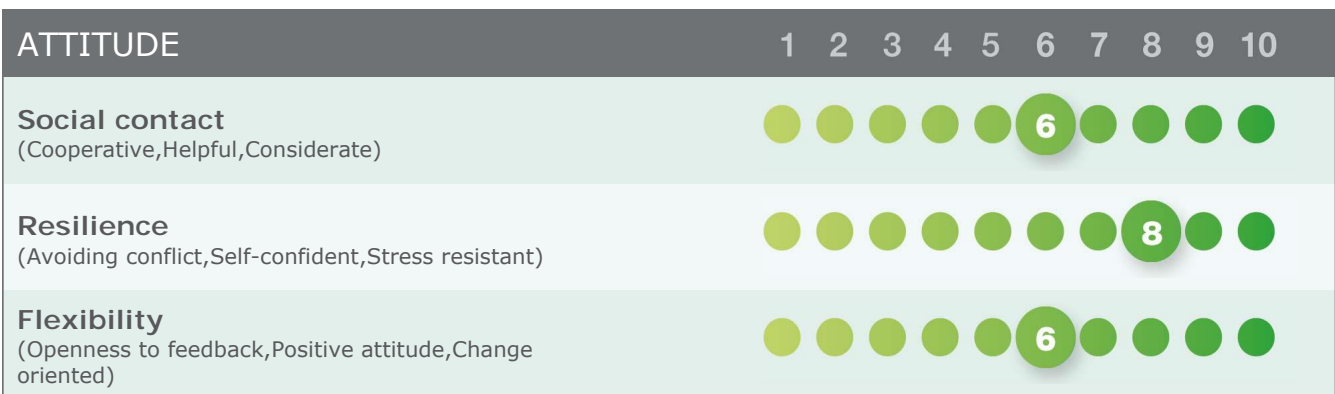 ATTITUDE 1 2 3 4 5 6 7 8 9 10
Social contact
(Cooperative,Helpful,Considerate)
6
Resilience
(Avoiding conflict,Self-confident,Stress resistant)
8
Flexibility
(Openness to feedback,Positive attitude,Change
oriented)
6